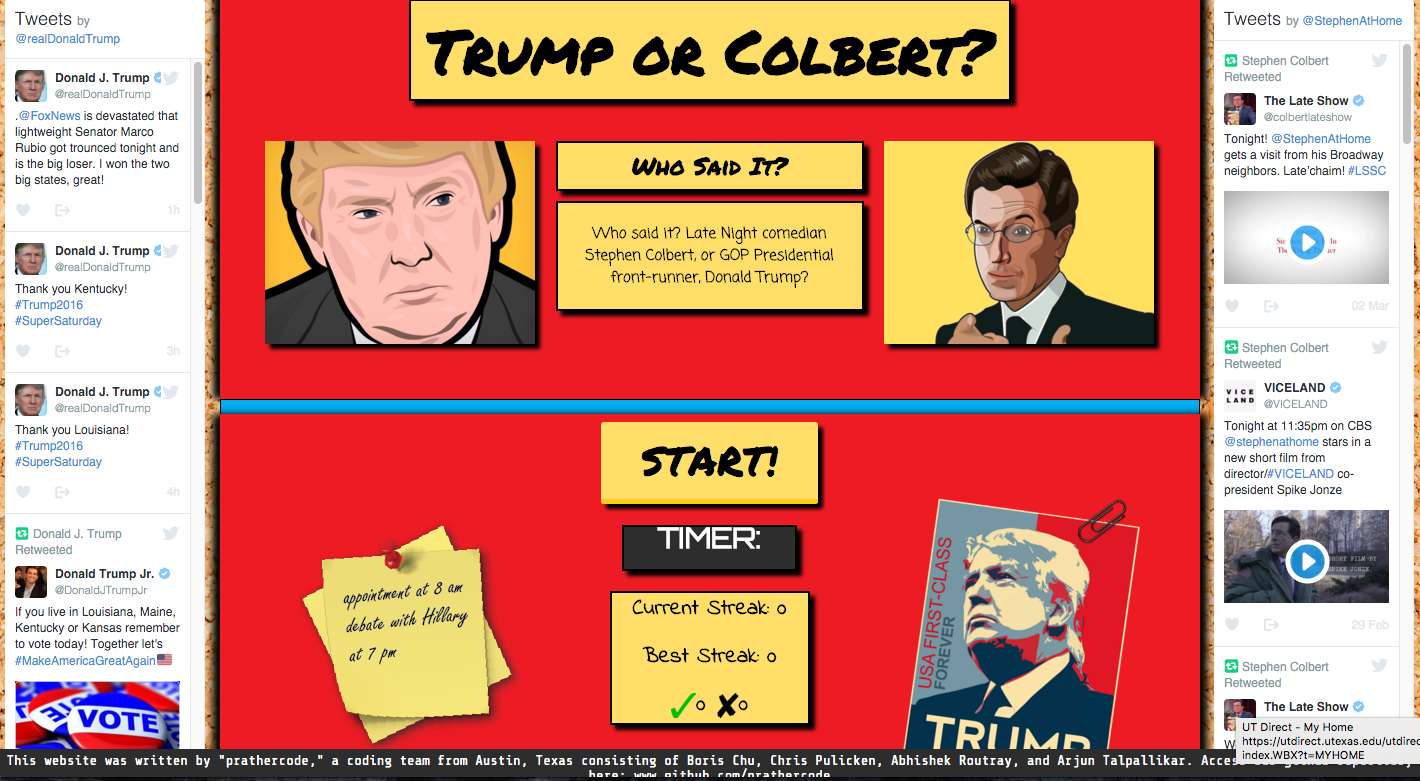 Tweets by
@realDonaldTrump
Donald J. Trump
@realDonaldTrump
.@FoxNews is devastated that
lightweight Senator Marco
Rubio got trounced tonight and
is the big loser. I won the two
big states, great!
1h
Donald J. Trump
@realDonaldTrump
Thank you Kentucky!
#Trump2016
#SuperSaturday
3h
Donald J. Trump
@realDonaldTrump
Thank you Louisiana!
#Trump2016
#SuperSaturday
4h
Donald J. Trump
Retweeted
Donald Trump Jr.
@DonaldJTrumpJr
If you live in Louisiana, Maine,
Kentucky or Kansas remember
to vote today! Together let's
#MakeAmericaGreatAgain
VOTE
Trump or Colbert?
Who Said It?
Who said it? Late Night comedian
Stephen Colbert, or GOP Presidential
front-runner, Donald Trump?
START!
TIMER:
appointment at 8 am
debate with Hillary
at 7 pm
Current Streak: 0
Best Streak: 0
0 0
USA FIRST-CLASS
FOREVER
TRUMP
Tweets by @StephenAtHome
Stephen Colbert
Retweeted
The Late Show
@colbertlateshow
Tonight! @StephenAtHome
gets a visit from his Broadway
neighbors. Late'chaim! #LSSC
02 Mar
Stephen Colbert
Retweeted
VICELAND
VICELAND
@VICELAND
Tonight at 11:35pm on CBS
@stephenathome stars in a
new short film from
director/#VICELAND co-
president Spike Jonze
SHORT FILM BY
SPIKE JONZE
29 Feb
Stephen Colbert
Retweeted
The Late Show
UT Direct - My Home
https://utdirect.utexas.edu/utdirec
index.WBX?t=MYHOME
This website was written by "prathercode," a coding team from Austin, Texas consisting of Boris Chu, Chris Pulicken, Abhishek Routray, and Arjun Talpallikar.
here: www.github.com/prathercode